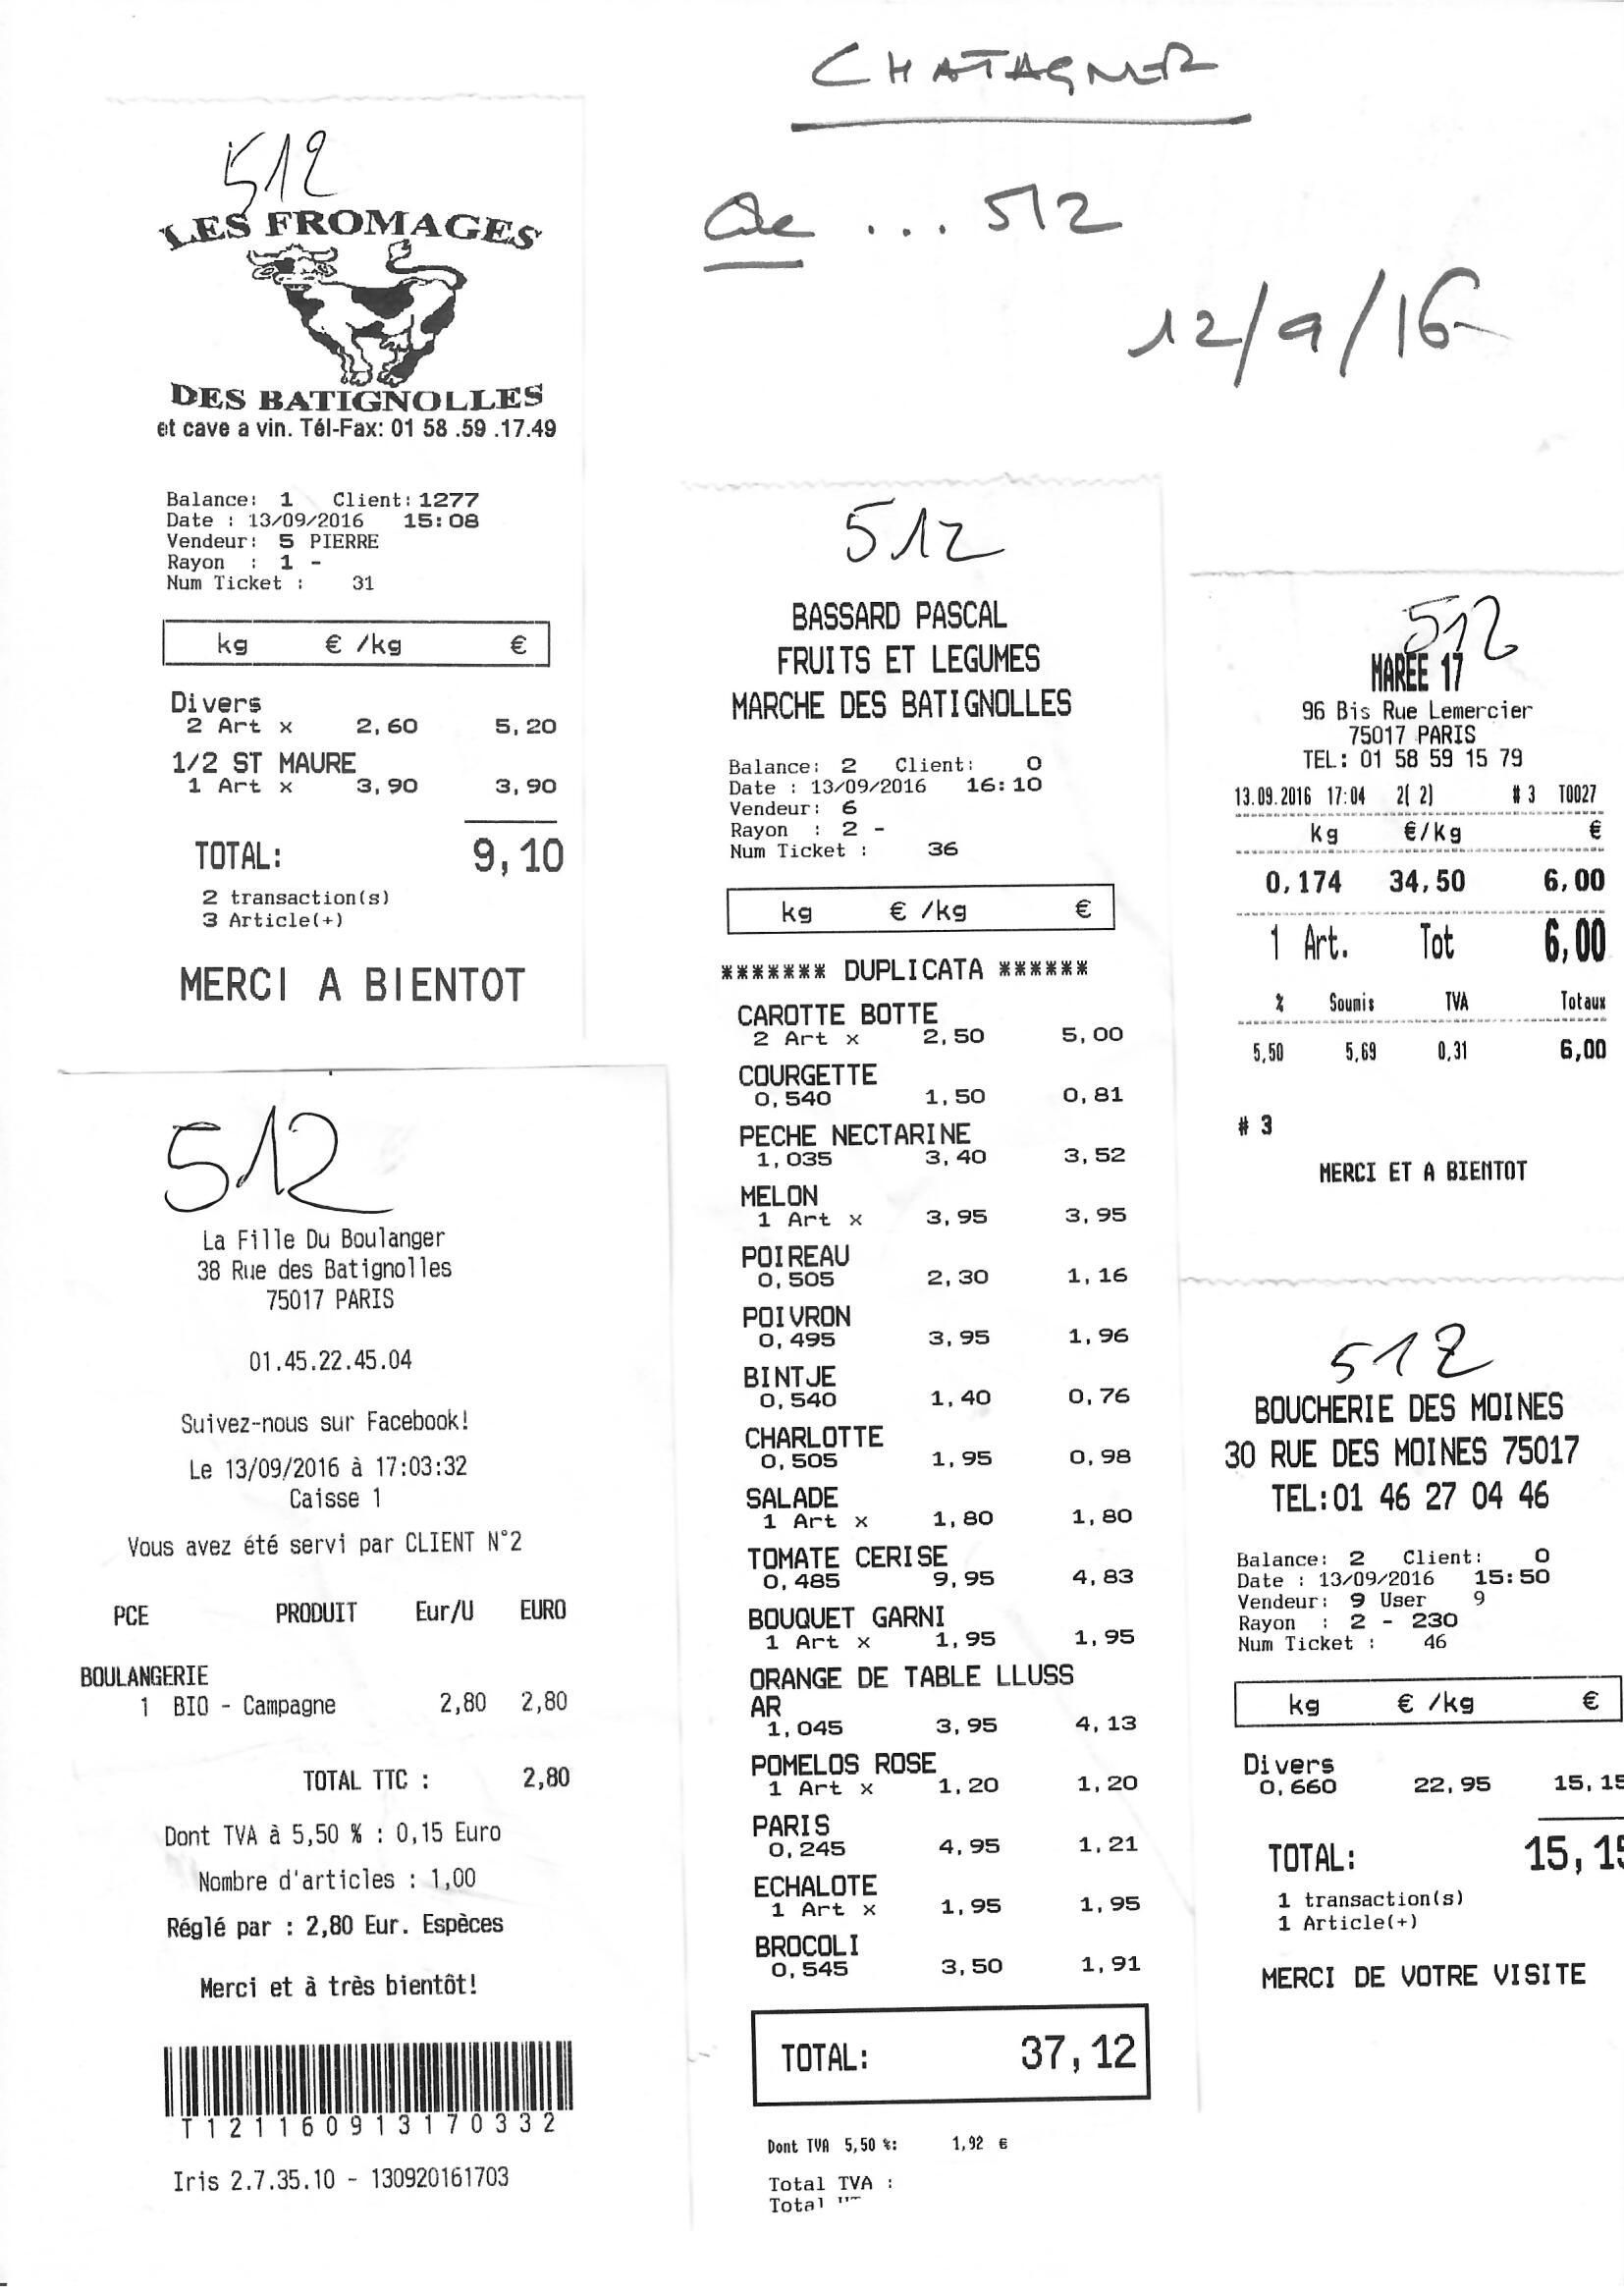 CHATAGNER
512
12/9/16
512
LES FROMAGES
DES BATIGNOLLES
et cave a vin. Tél-Fax: 01 58 .59 .17.49
Balance: 1 Client: 1277
Date : 13/09/2016 15:08
Vendeur: 5 PIERRE
Rayon : 1 -
Num Ticket : 31
kg € /kg €
Divers
2 Art x 2,60 5,20
1/2 ST MAURE
1 Art x 3,90 3,90
TOTAL: 9,10
2 transaction(s)
3 Article(+)
MERCI A BIENTOT
512
La Fille Du Boulanger
38 Rue des Batignolles
75017 PARIS
01.45.22.45.04
Suivez-nous sur Facebook!
Le 13/09/2016 à 17:03:32
Caisse 1
Vous avez été servi par CLIENT N°2
PCE PRODUIT Eur/U EURO
BOULANGERIE
1 BIO - Campagne 2,80 2,80
TOTAL TTC : 2,80
Dont TVA à 5,50 % : 0,15 Euro
Nombre d'articles : 1,00
Réglé par : 2,80 Eur. Espèces
Merci et à très bientôt!
T121160913170332
Iris 2.7.35.10 - 130920161703
512
BASSARD PASCAL
FRUITS ET LEGUMES
MARCHE DES BATIGNOLLES
Balance: 2 Client: 0
Date : 13/09/2016 16:10
Vendeur: 6
Rayon : 2 -
Num Ticket : 36
kg € /kg €
******* DUPLICATA ******
CAROTTE BOTTE
2 Art x 2,50 5,00
COURGETTE
0,540 1,50 0,81
PECHE NECTARINE
1,035 3,40 3,52
MELON
1 Art x 3,95 3,95
POIREAU
0,505 2,30 1,16
POIVRON
0,495 3,95 1,96
BINTJE
0,540 1,40 0,76
CHARLOTTE
0,505 1,95 0,98
SALADE
1 Art x 1,80 1,80
TOMATE CERISE
0,485 9,95 4,83
BOUQUET GARNI
1 Art x 1,95 1,95
ORANGE DE TABLE LLUSS
AR
1,045 3,95 4,13
POMELOS ROSE
1 Art x 1,20 1,20
PARIS
0,245 4,95 1,21
ECHALOTE
1 Art x 1,95 1,95
BROCOLI
0,545 3,50 1,91
TOTAL: 37,12
Dont TVA 5,50 %: 1,92 €
Total TVA :
Total
512
MAREE 17
96 Bis Rue Lemercier
75017 PARIS
TEL: 01 58 59 15 79
13.09.2016 17:04 2( 2) # 3 T0027
kg €/kg €
0,174 34,50 6,00
1 Art. Tot 6,00
% Soumis TVA Totaux
5,50 5,69 0,31 6,00
# 3
MERCI ET A BIENTOT
512
BOUCHERIE DES MOINES
30 RUE DES MOINES 75017
TEL:01 46 27 04 46
Balance: 2 Client: 0
Date : 13/09/2016 15:50
Vendeur: 9 User 9
Rayon : 2 - 230
Num Ticket : 46
kg € /kg €
Divers
0,660 22,95 15,15
TOTAL: 15,15
1 transaction(s)
1 Article(+)
MERCI DE VOTRE VISITE